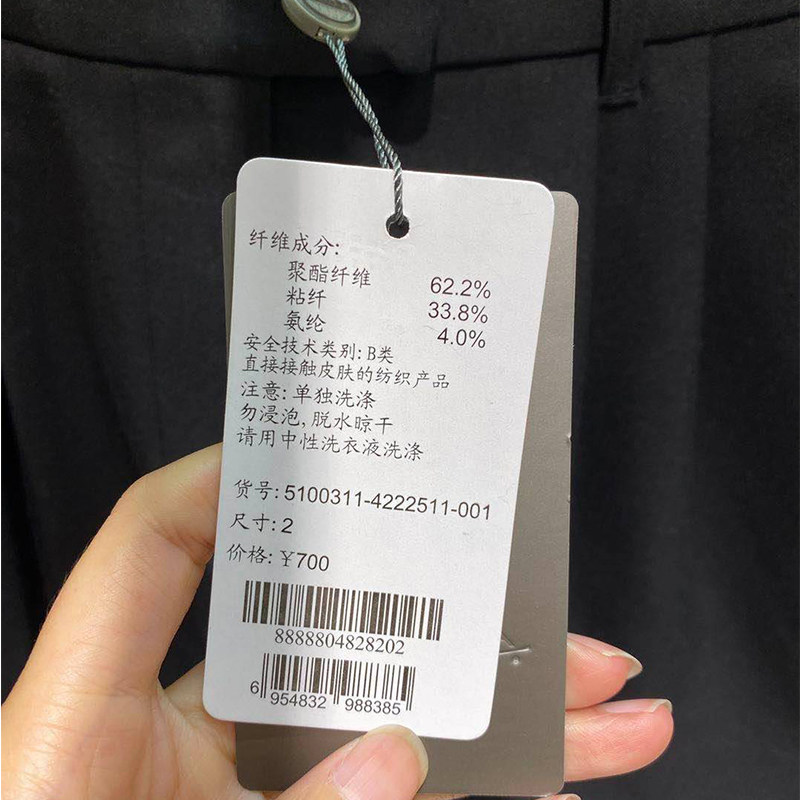 纤维成分:
聚酯纤维 62.2%
粘纤 33.8%
氨纶 4.0%
安全技术类别: B类
直接接触皮肤的纺织产品
注意: 单独洗涤
勿浸泡, 脱水晾干
请用中性洗衣液洗涤
货号: 5100311-4222511-001
尺寸: 2
价格: ¥700
8888804828202
6 954832 988385